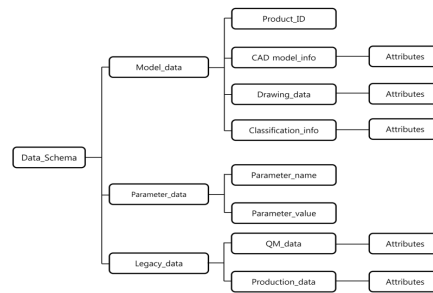 Product_ID
CAD model_info
Attributes
Model_data
Drawing_data
Attributes
Classification_info
Attributes
Data_Schema
Parameter_name
Parameter_data
Parameter_value
QM_data
Attributes
Legacy_data
Production_data
Attributes